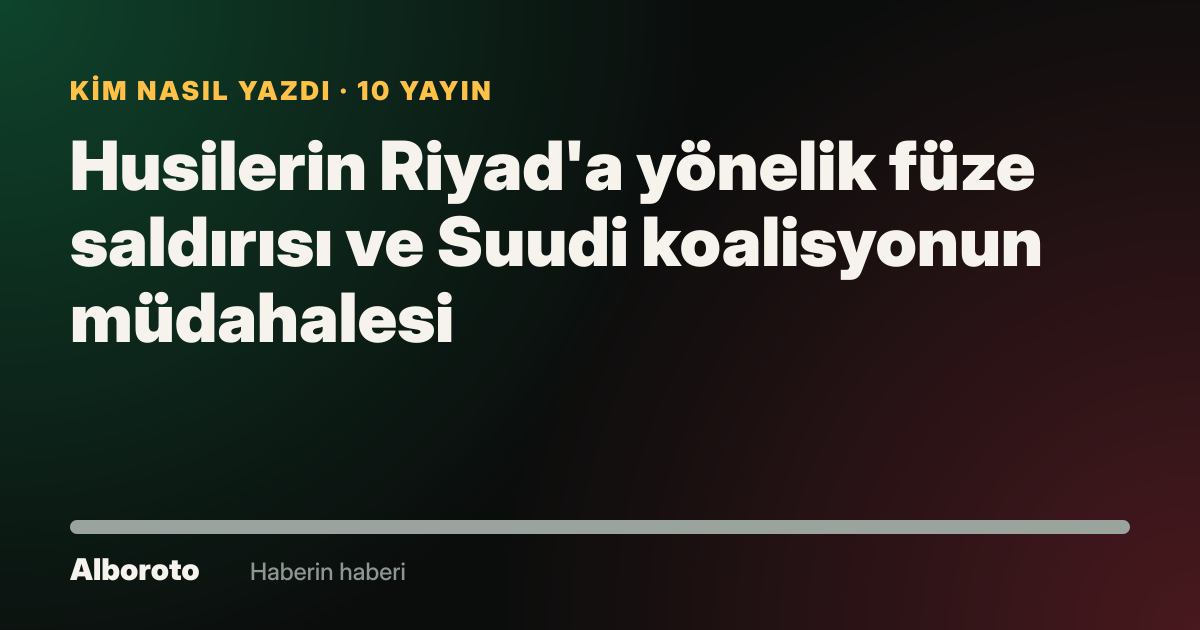 KİM NASIL YAZDI · 10 YAYIN
Husilerin Riyad'a yönelik füze
saldırısı ve Suudi koalisyonun
müdahalesi
Alboroto
Haberin haberi